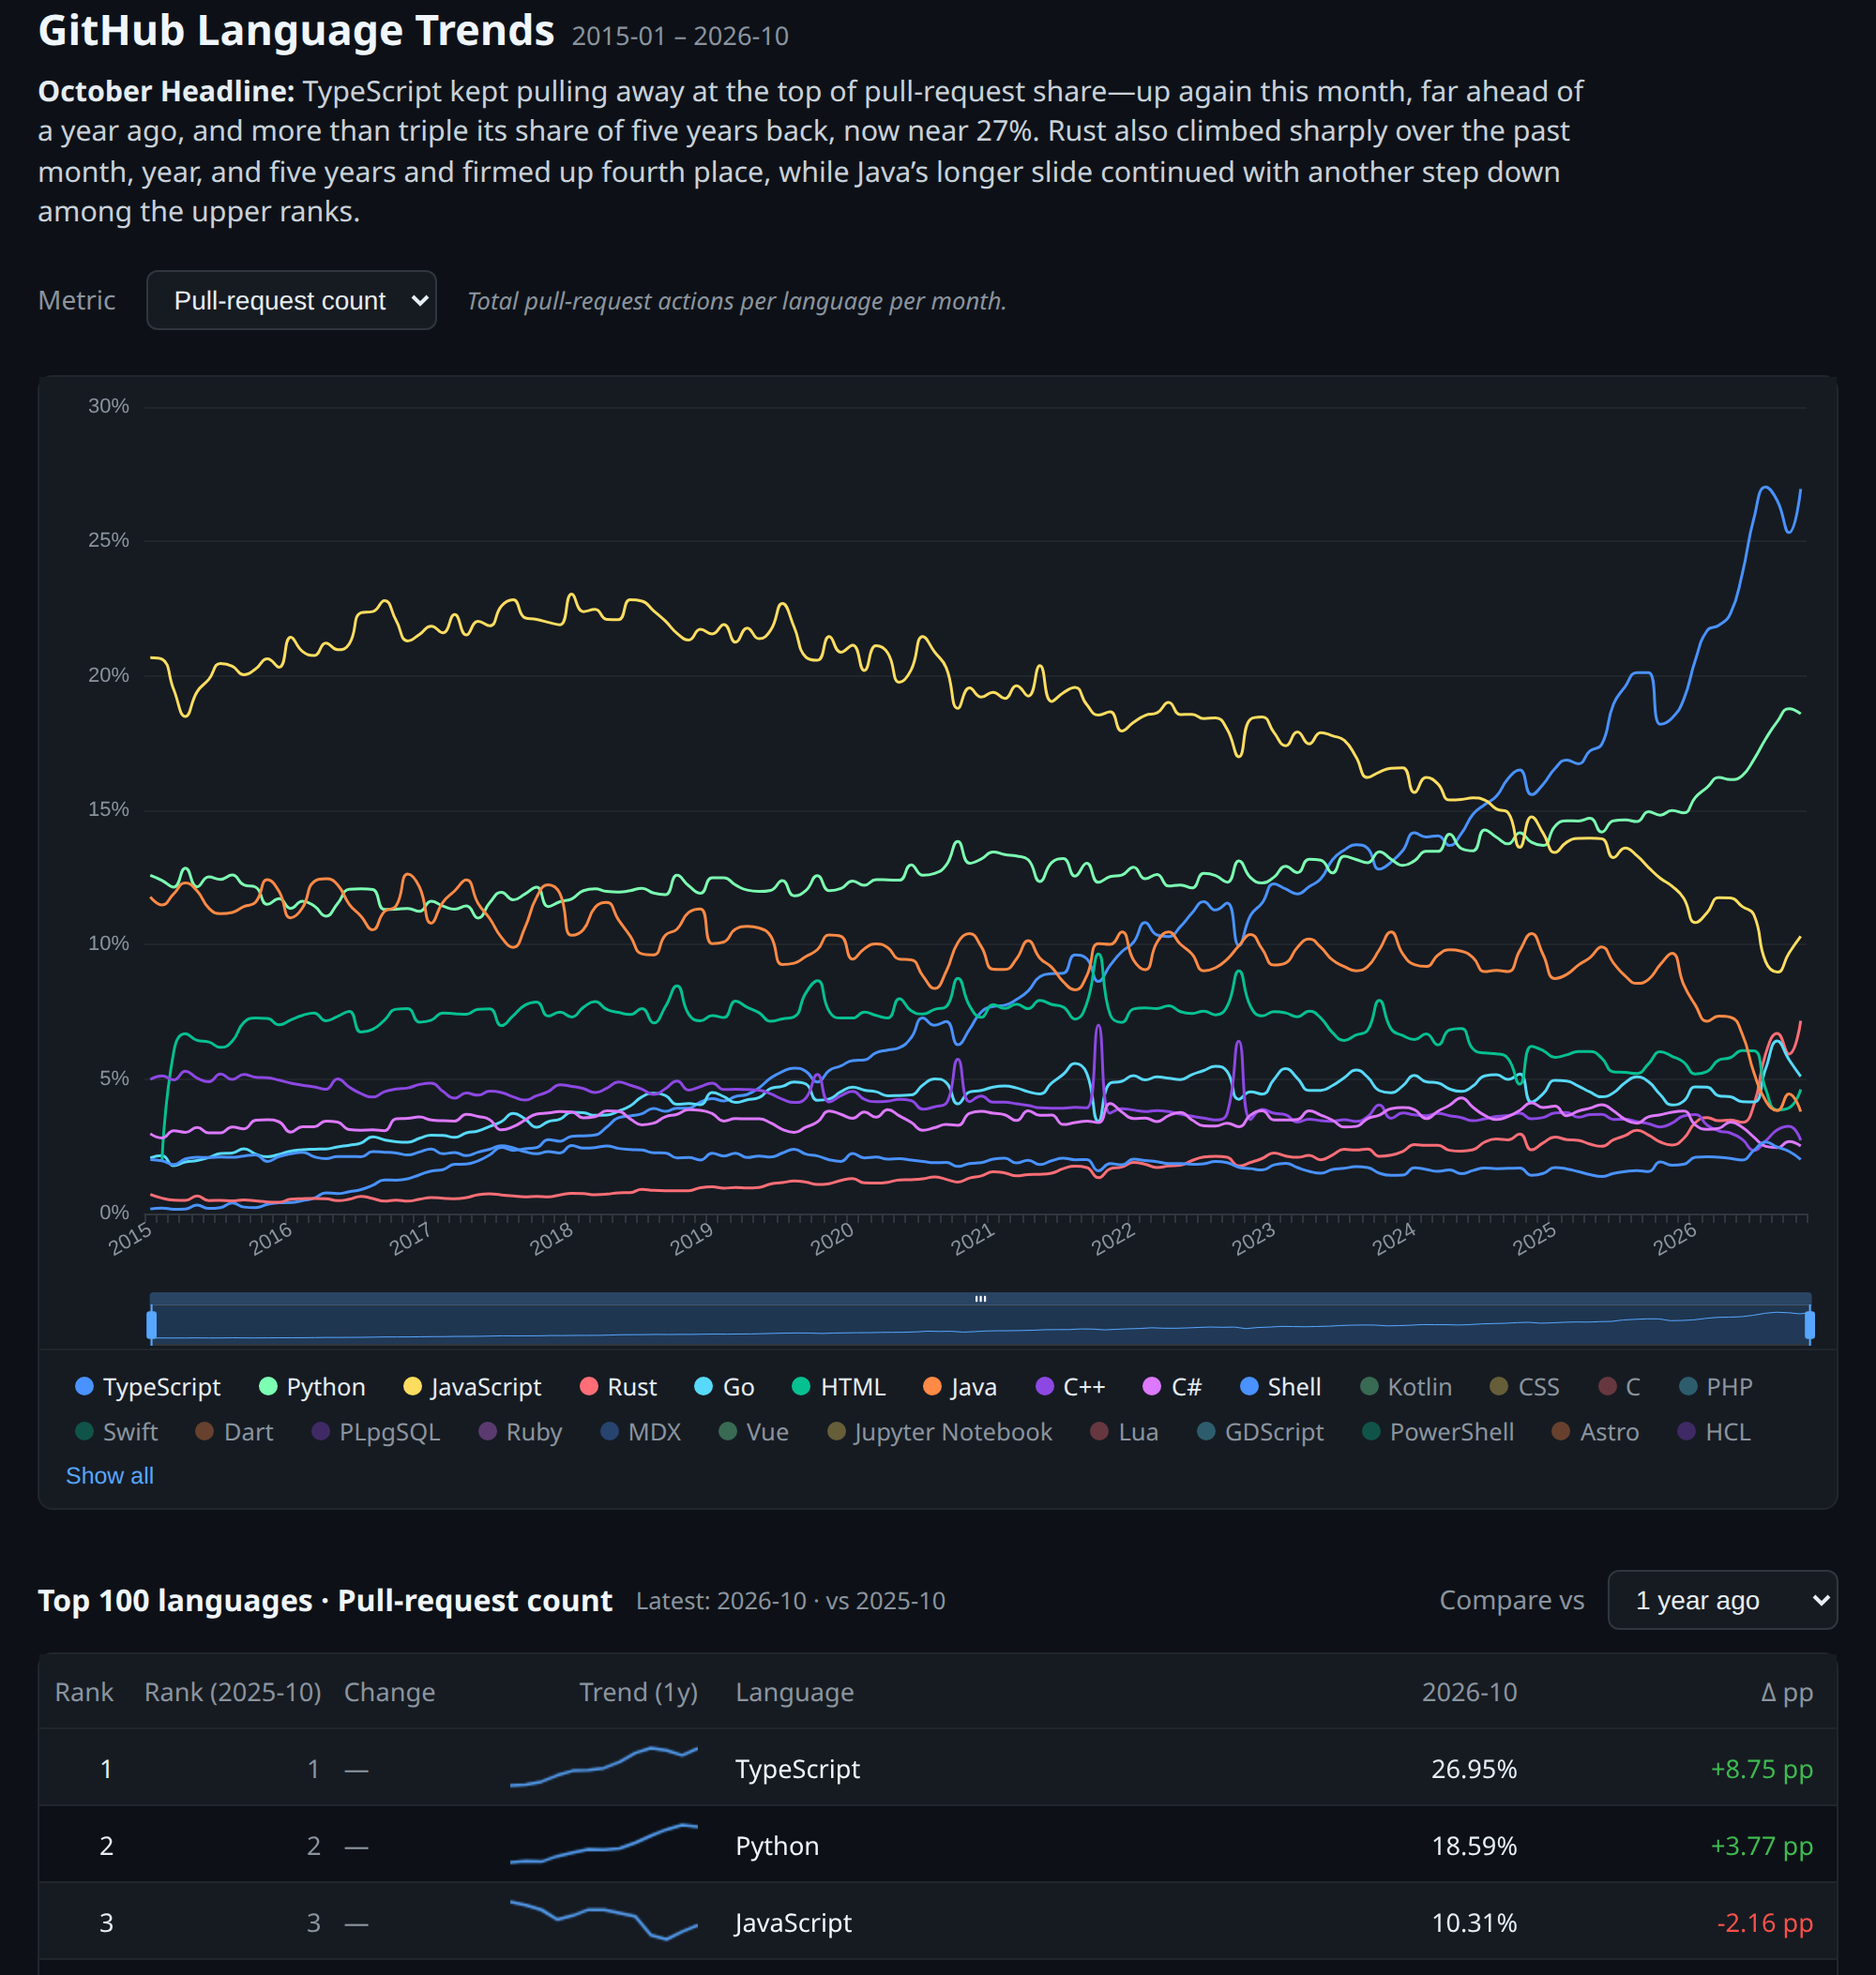 GitHub Language Trends 2015-01 – 2026-10
October Headline: TypeScript kept pulling away at the top of pull-request share—up again this month, far ahead of
a year ago, and more than triple its share of five years back, now near 27%. Rust also climbed sharply over the past
month, year, and five years and firmed up fourth place, while Java’s longer slide continued with another step down
among the upper ranks.
Metric Pull-request count Total pull-request actions per language per month.
30%
25%
20%
15%
10%
5%
0%
2015 2016 2017 2018 2019 2020 2021 2022 2023 2024 2025 2026
TypeScript Python JavaScript Rust Go HTML Java C++ C# Shell Kotlin CSS C PHP
Swift Dart PLpgSQL Ruby MDX Vue Jupyter Notebook Lua GDScript PowerShell Astro HCL
Show all
Top 100 languages · Pull-request count Latest: 2026-10 · vs 2025-10 Compare vs 1 year ago
Rank Rank (2025-10) Change Trend (1y) Language 2026-10 Δ pp
1 1 — TypeScript 26.95% +8.75 pp
2 2 — Python 18.59% +3.77 pp
3 3 — JavaScript 10.31% -2.16 pp